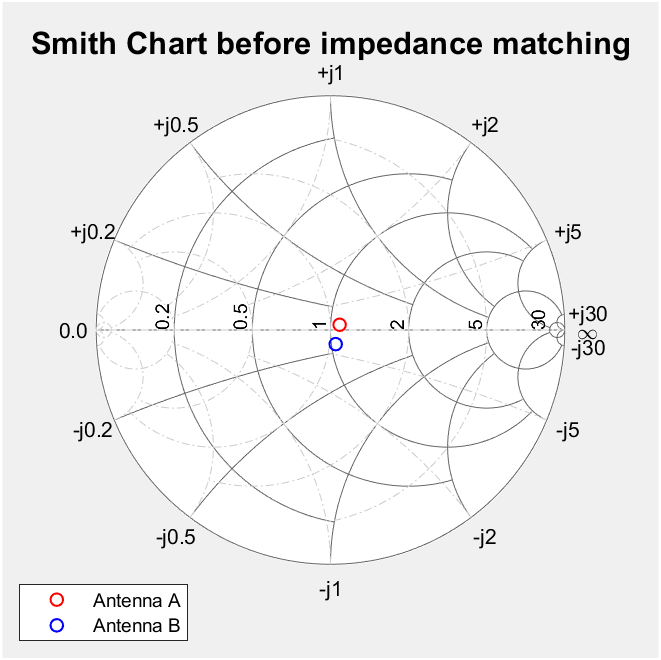 Smith Chart before impedance matching
+j1
+j0.5
+j2
+j0.2
+j5
0.0
0.2
0.5
1
2
5
30
+j30
∞
-j30
-j0.2
-j5
-j0.5
-j2
-j1
Antenna A
Antenna B